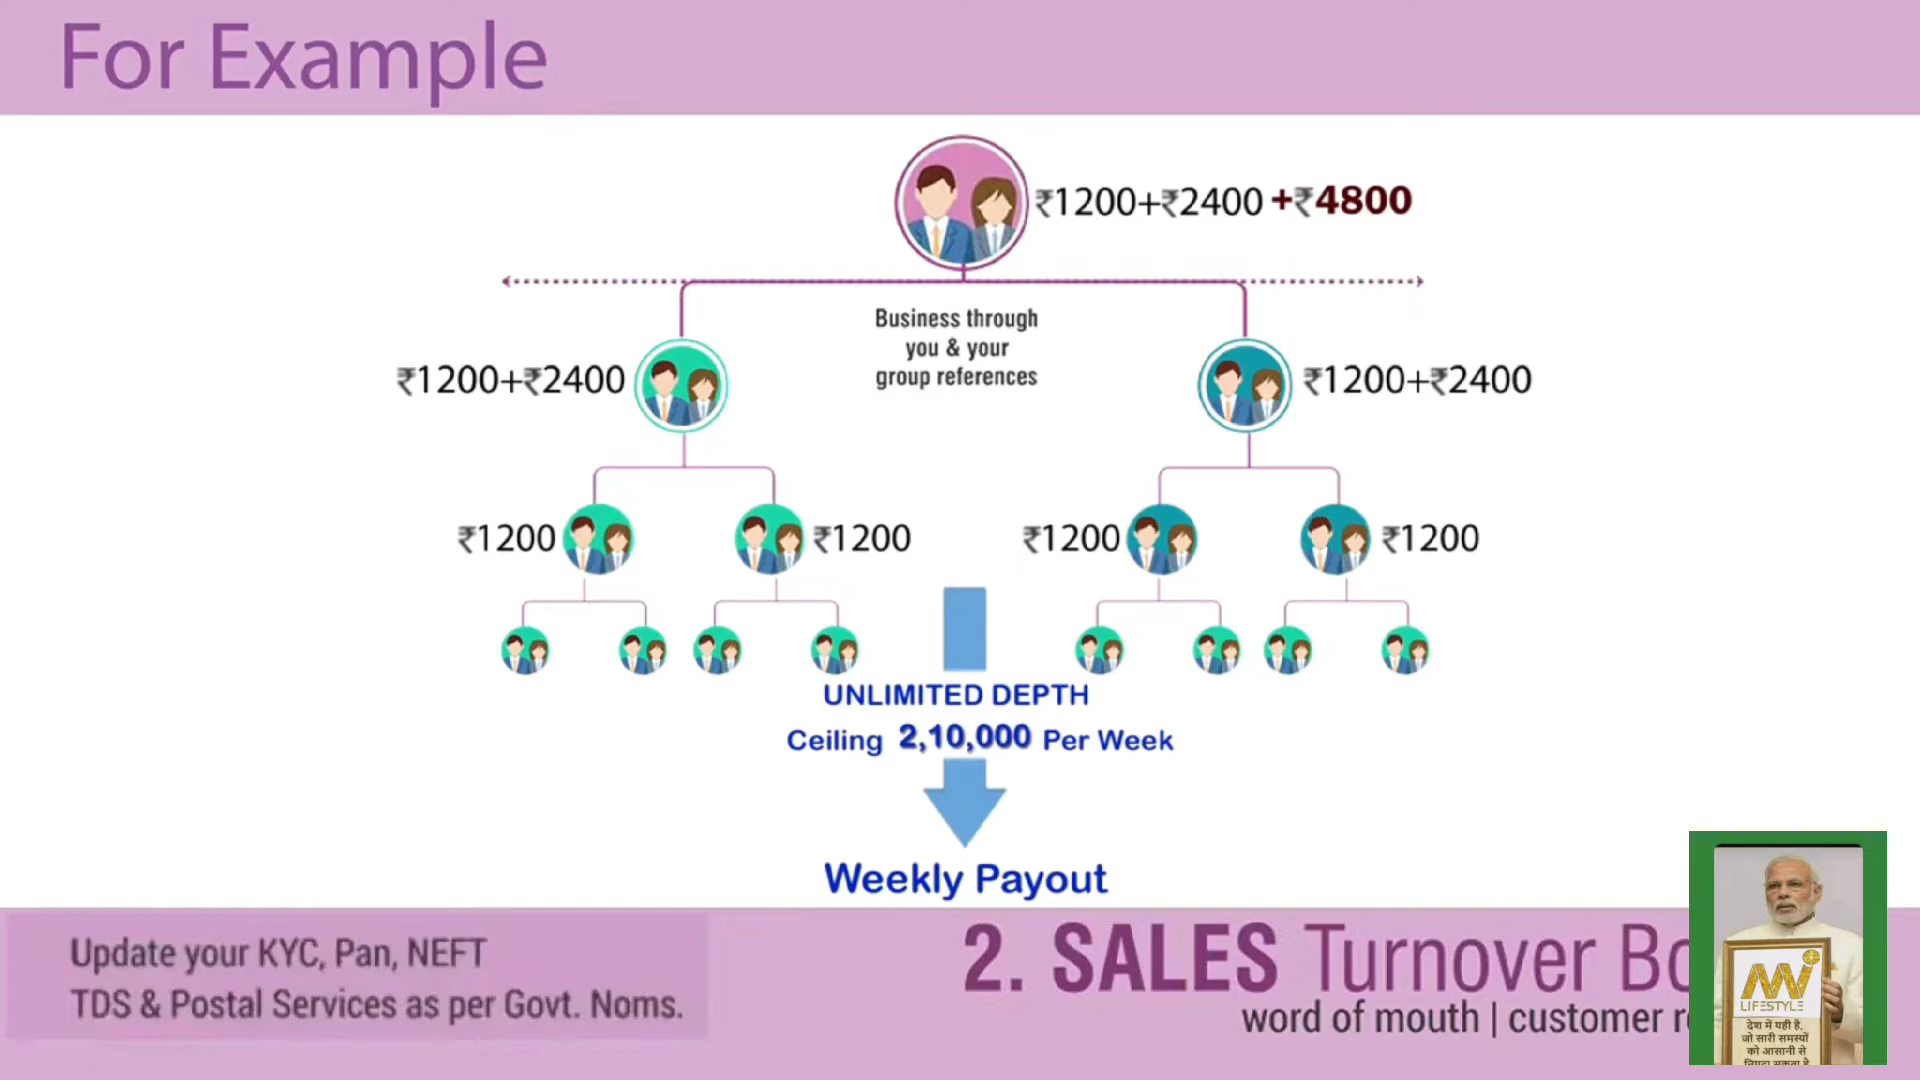 For Example
₹1200+₹2400 +₹4800
Business through
you & your
group references
₹1200+₹2400
₹1200+₹2400
₹1200
₹1200
₹1200
₹1200
UNLIMITED DEPTH
Ceiling 2,10,000 Per Week
Weekly Payout
Update your KYC, Pan, NEFT
TDS & Postal Services as per Govt. Noms.
2. SALES Turnover Bo
word of mouth | customer r
LIFESTYLE
देश में यही है,
जो सारी समस्यों
को आसानी से